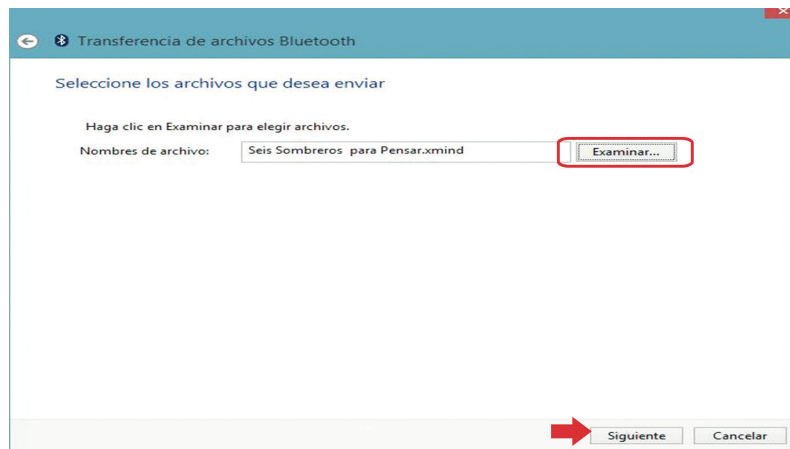 Transferencia de archivos Bluetooth
Seleccione los archivos que desea enviar
Haga clic en Examinar para elegir archivos.
Nombres de archivo: Seis Sombreros  para Pensar.xmind Examinar...
Siguiente Cancelar